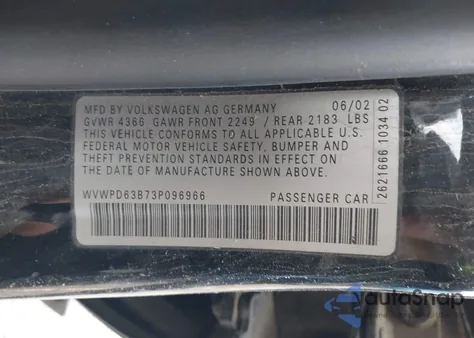 MFD BY VOLKSWAGEN AG GERMANY 06/02
GVWR 4366 GAWR FRONT 2249 / REAR 2183 LBS
THIS VEHICLE CONFORMS TO ALL APPLICABLE U.S.
FEDERAL MOTOR VEHICLE SAFETY, BUMPER AND
THEFT PREVENTION STANDARDS IN EFFECT ON THE
DATE OF MANUFACTURE SHOWN ABOVE.
WVWPD63B73P096966 PASSENGER CAR
2621666 1034 02
AutaSnap